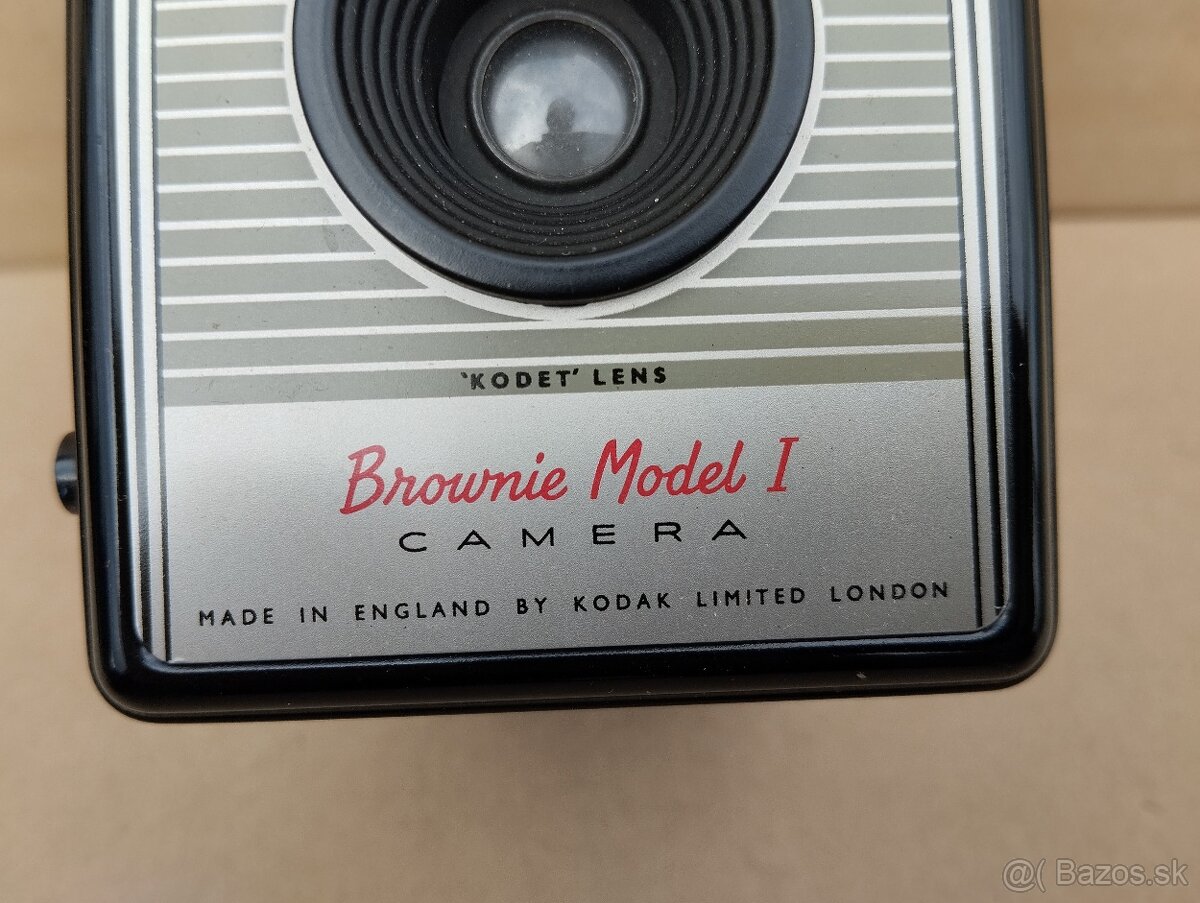 'KODET' LENS
Brownie Model I
CAMERA
MADE IN ENGLAND BY KODAK LIMITED LONDON
@( Bazos.sk